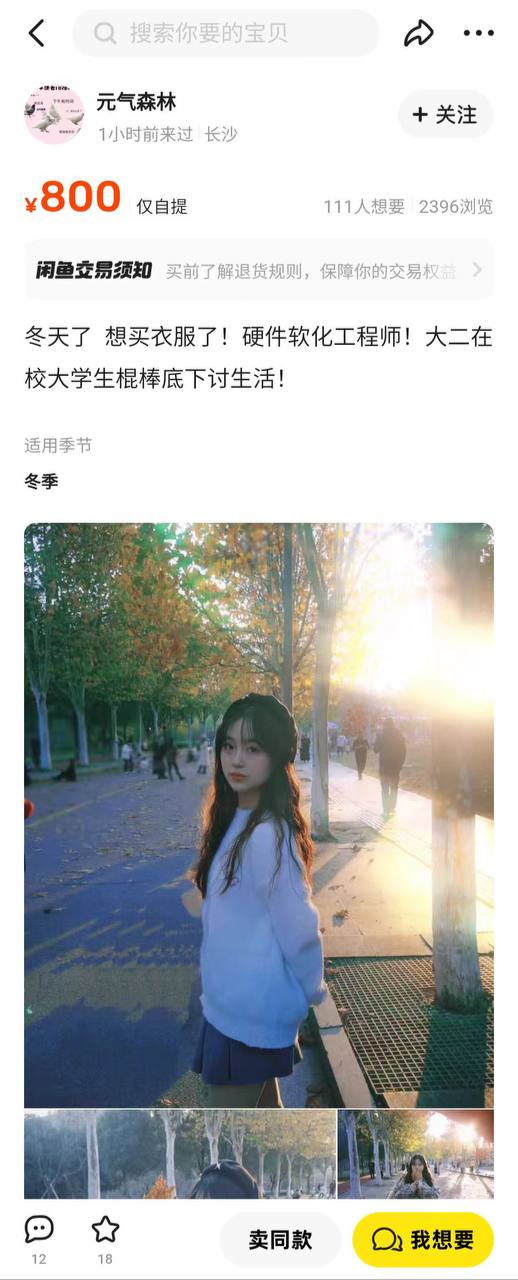 搜索你要的宝贝
元气森林
+ 关注
1小时前来过 长沙
¥800 仅自提 111人想要 2396浏览
闲鱼交易须知 买前了解退货规则，保障你的交易权益
冬天了 想买衣服了！硬件软化工程师！大二在
校大学生棍棒底下讨生活！
适用季节
冬季
12 18 卖同款 我想要